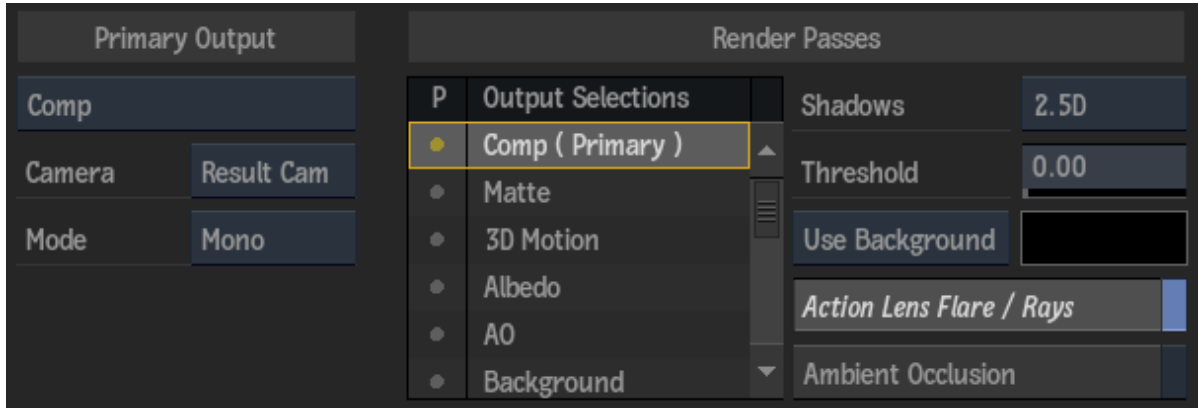 Primary Output
Comp
Camera Result Cam
Mode Mono
Render Passes
P Output Selections
Comp ( Primary )
Matte
3D Motion
Albedo
AO
Background
Shadows 2.5D
Threshold 0.00
Use Background
Action Lens Flare / Rays
Ambient Occlusion